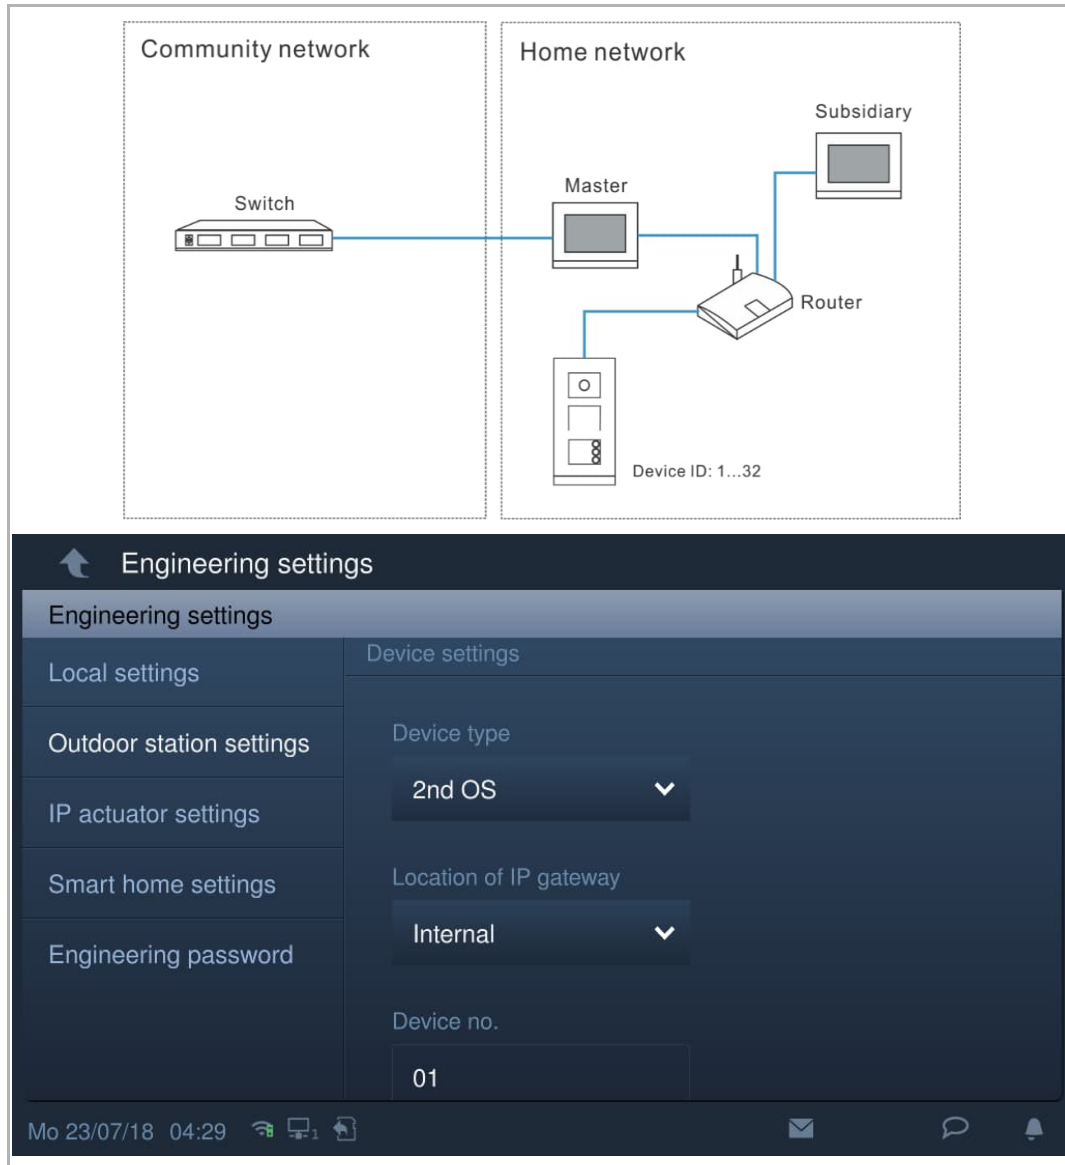 Community network
Home network
Subsidiary
Master
Switch
Router
Device ID: 1...32
Engineering settings
Engineering settings
Local settings
Device settings
Outdoor station settings
Device type
2nd OS
IP actuator settings
Smart home settings
Location of IP gateway
Internal
Engineering password
Device no.
01
Mo 23/07/18 04:29 1